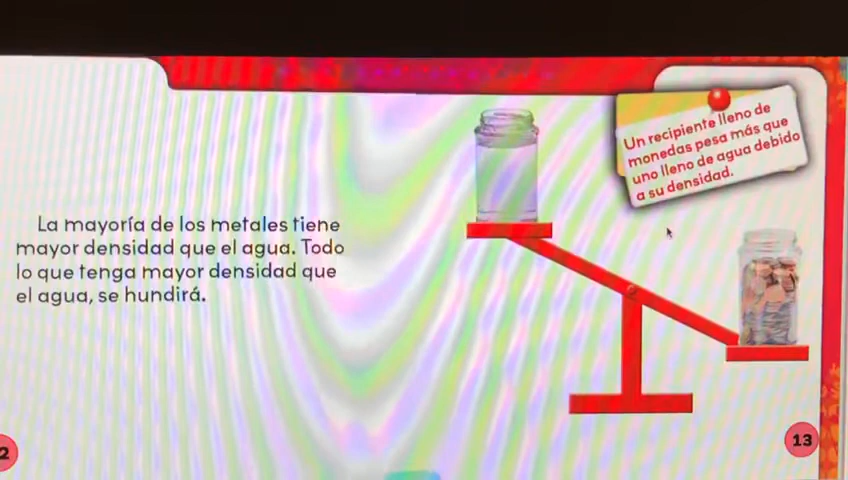 La mayoría de los metales tiene
mayor densidad que el agua. Todo
lo que tenga mayor densidad que
el agua, se hundirá.
Un recipiente lleno de
monedas pesa más que
uno lleno de agua debido
a su densidad.
2
13